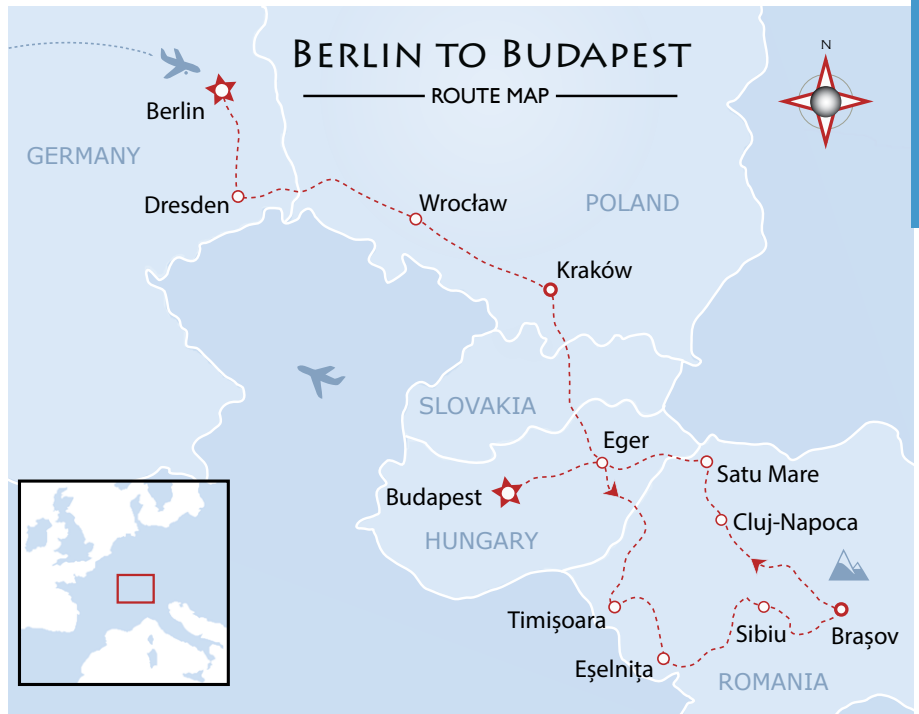 BERLIN TO BUDAPEST
ROUTE MAP
N
Berlin
GERMANY
Dresden
Wrocław
POLAND
Kraków
SLOVAKIA
Eger
Satu Mare
Budapest
Cluj-Napoca
HUNGARY
Timișoara
Sibiu
Brașov
Eșelnița
ROMANIA